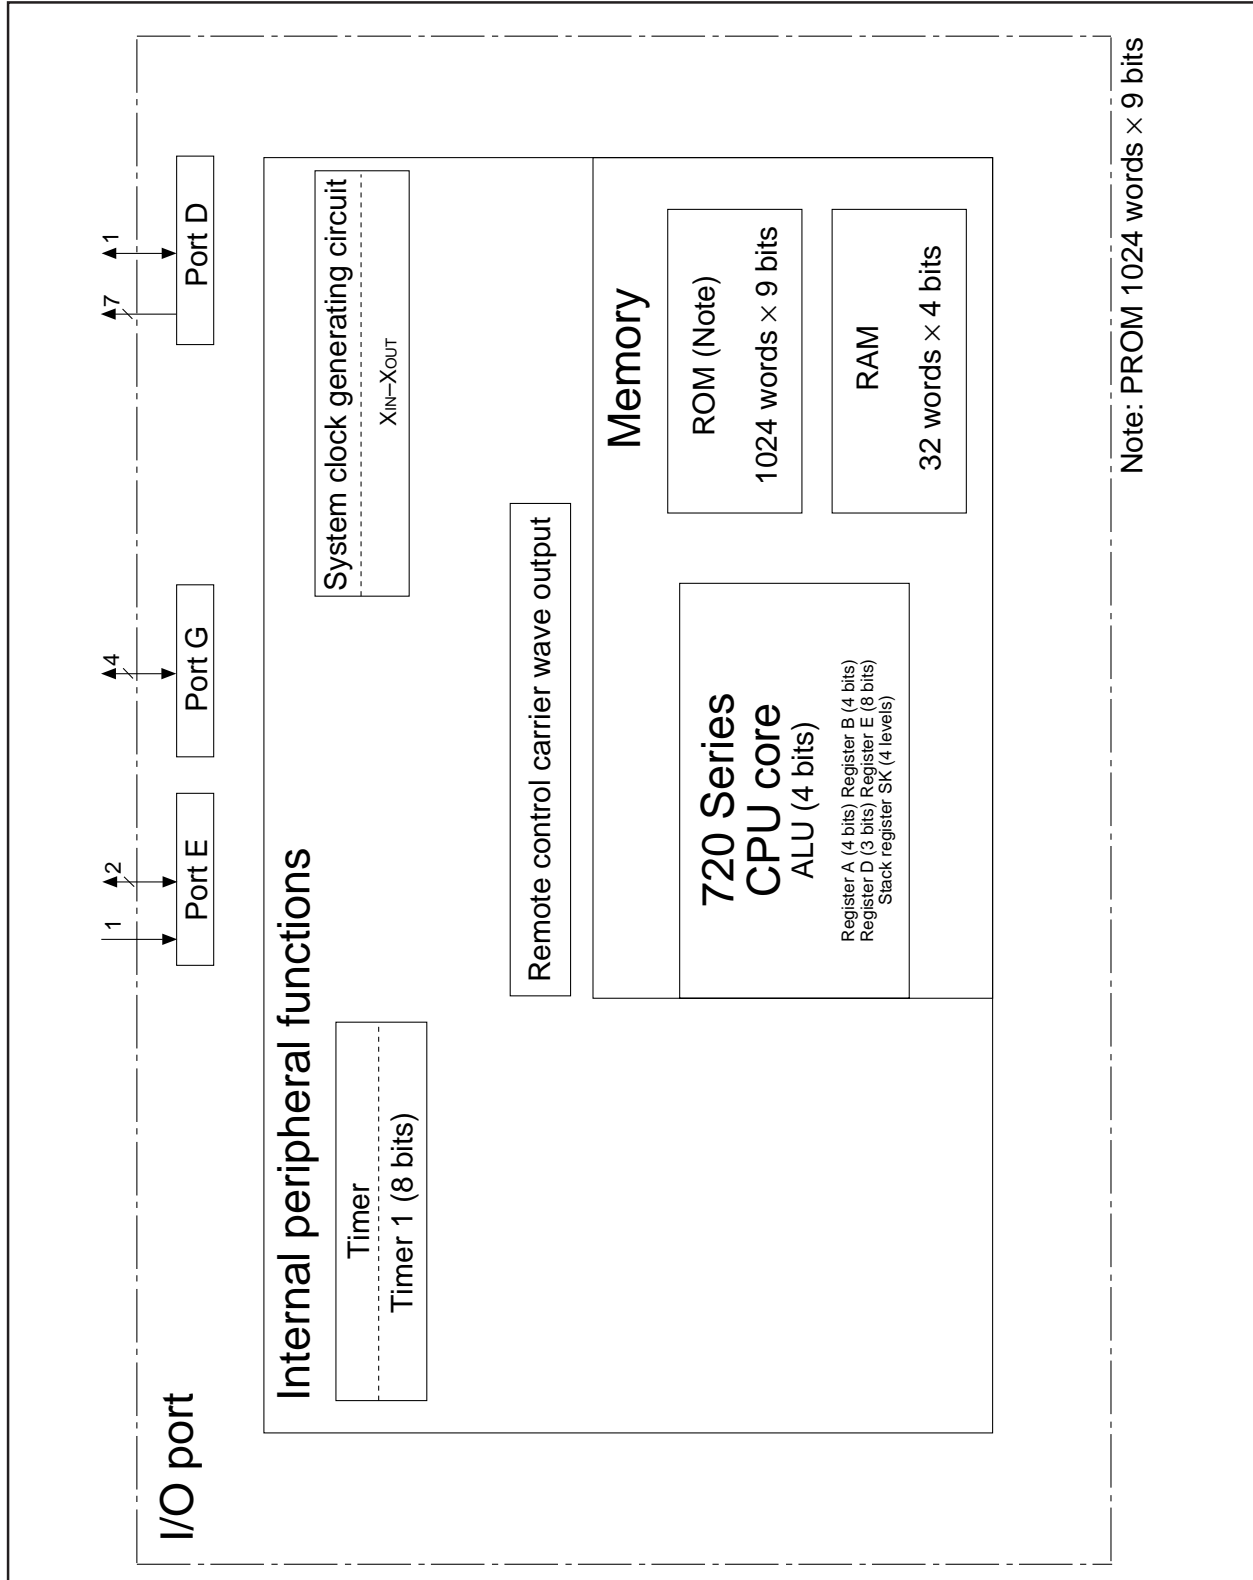 I/O port
1
2
4
7
1
Port E
Port G
Port D
Internal peripheral functions
Timer
Timer 1 (8 bits)
System clock generating circuit
XIN–XOUT
Remote control carrier wave output
720 Series
CPU core
ALU (4 bits)
Register A (4 bits) Register B (4 bits)
Register D (3 bits) Register E (8 bits)
Stack register SK (4 levels)
Memory
ROM (Note)
1024 words × 9 bits
RAM
32 words × 4 bits
Note: PROM 1024 words × 9 bits